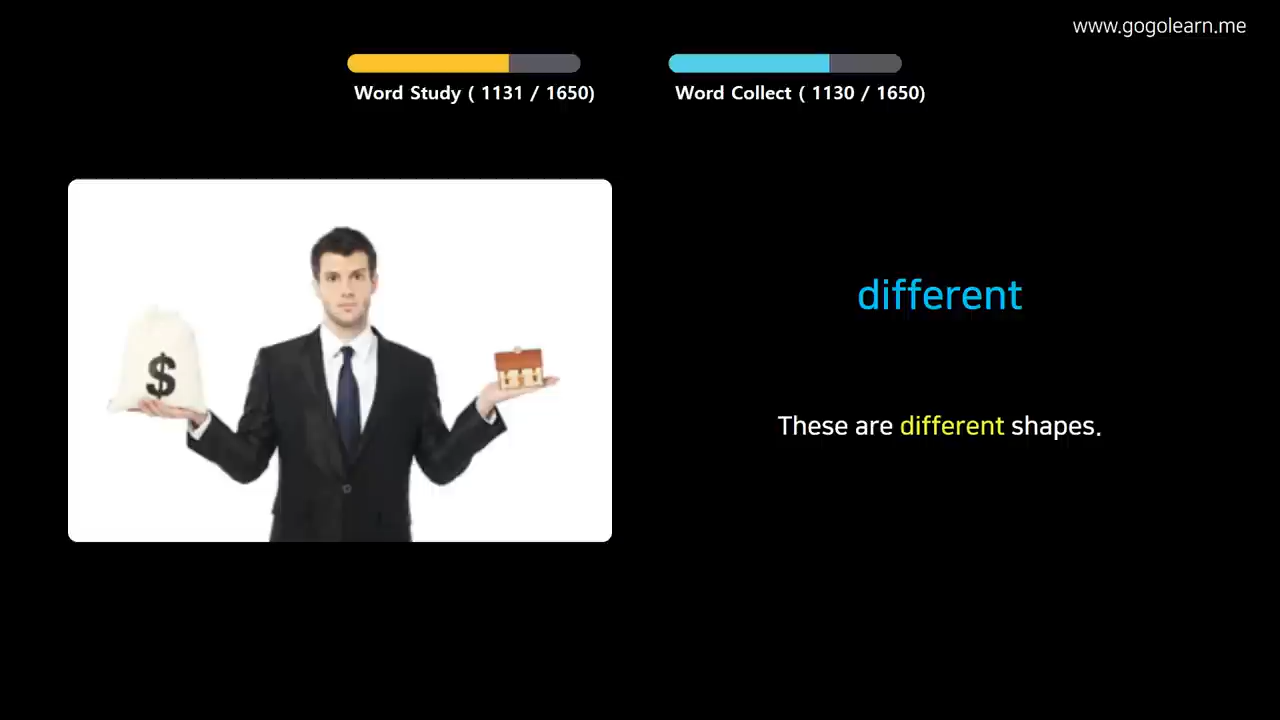 www.gogolearn.me
Word Study ( 1131 / 1650)
Word Collect ( 1130 / 1650)
$
different
These are different shapes.